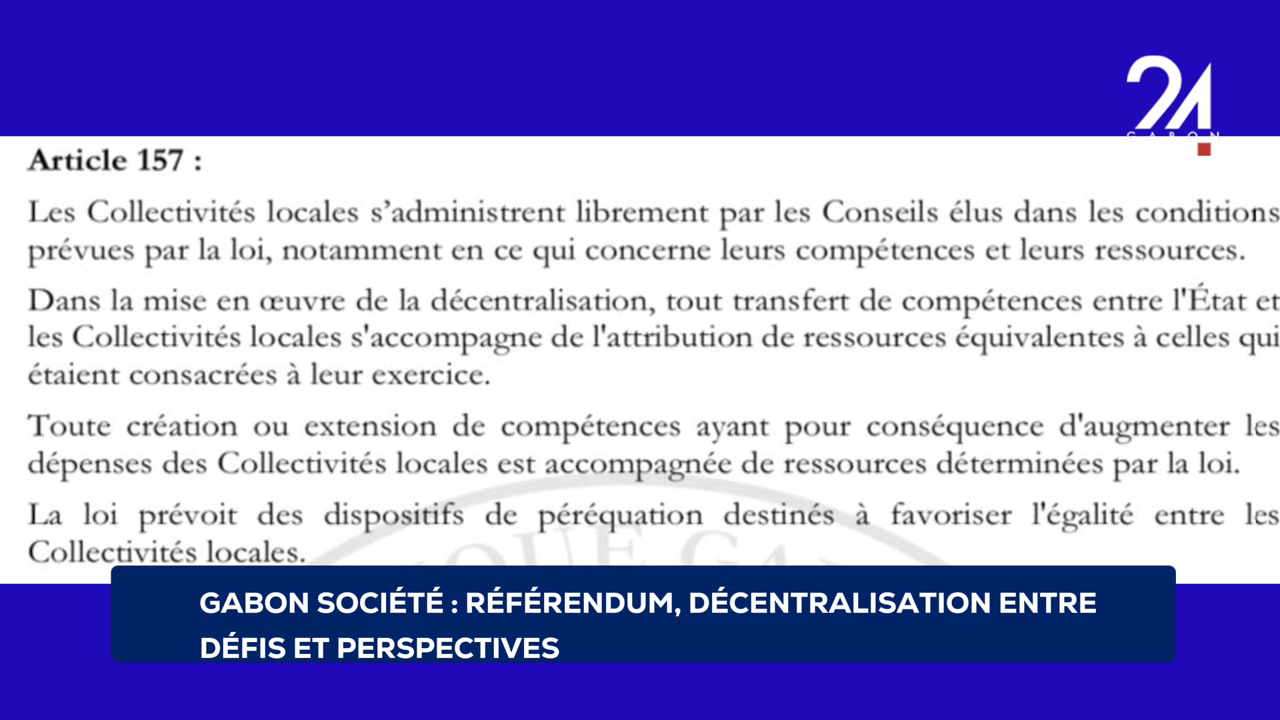 24
GABON
Article 157 :
Les Collectivités locales s’administrent librement par les Conseils élus dans les conditions
prévues par la loi, notamment en ce qui concerne leurs compétences et leurs ressources.
Dans la mise en œuvre de la décentralisation, tout transfert de compétences entre l'État et
les Collectivités locales s'accompagne de l'attribution de ressources équivalentes à celles qui
étaient consacrées à leur exercice.
Toute création ou extension de compétences ayant pour conséquence d'augmenter les
dépenses des Collectivités locales est accompagnée de ressources déterminées par la loi.
La loi prévoit des dispositifs de péréquation destinés à favoriser l'égalité entre les
Collectivités locales.
GABON SOCIÉTÉ : RÉFÉRENDUM, DÉCENTRALISATION ENTRE
DÉFIS ET PERSPECTIVES